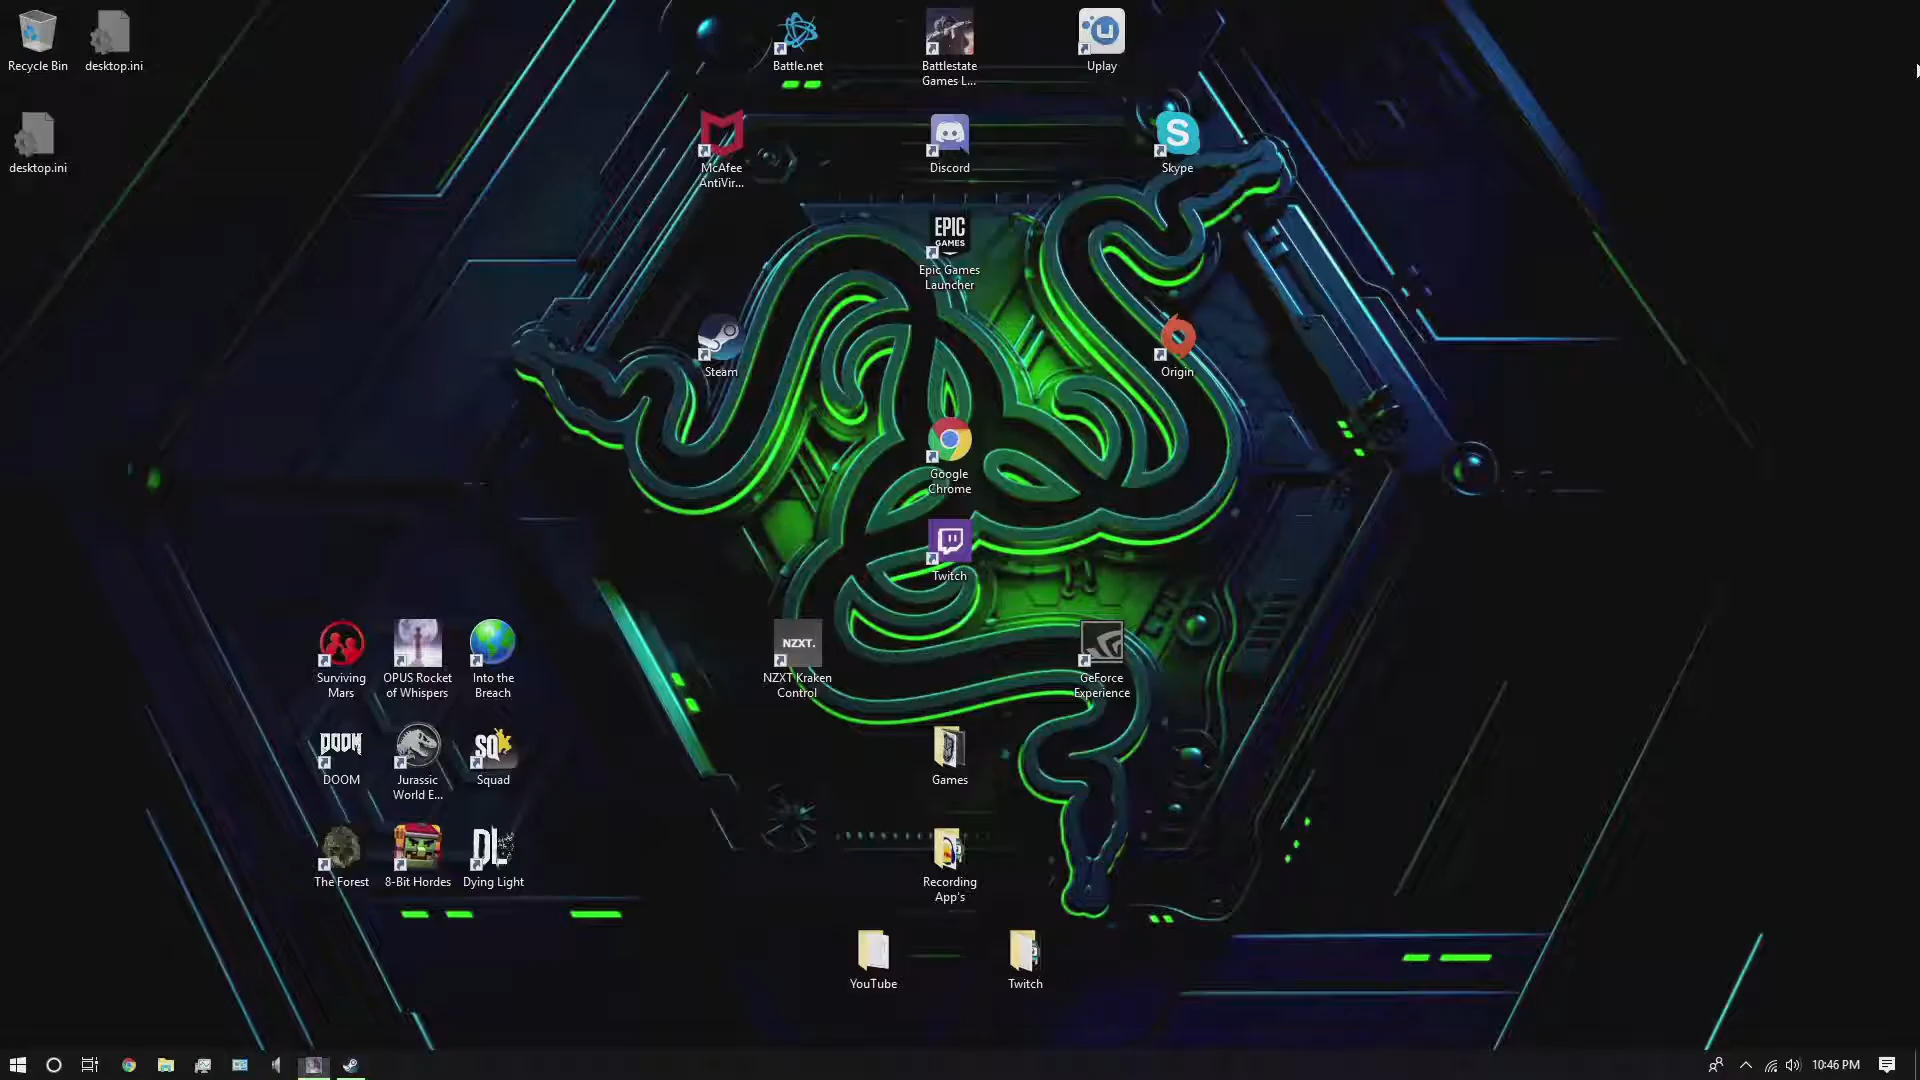 Recycle Bin
desktop.ini
Battle.net
Battlestate
Games L...
Uplay
desktop.ini
McAfee
AntiVir...
Discord
S
Skype
EPIC
GAMES
Epic Games
Launcher
Steam
Origin
Google
Chrome
Twitch
Surviving
Mars
OPUS Rocket
of Whispers
Into the
Breach
NZXT.
NZXT Kraken
Control
GeForce
Experience
DOOM
DOOM
Jurassic
World E...
SQ
Squad
Games
The Forest
8-Bit Hordes
DL
Dying Light
Recording
App's
YouTube
Twitch
10:46 PM